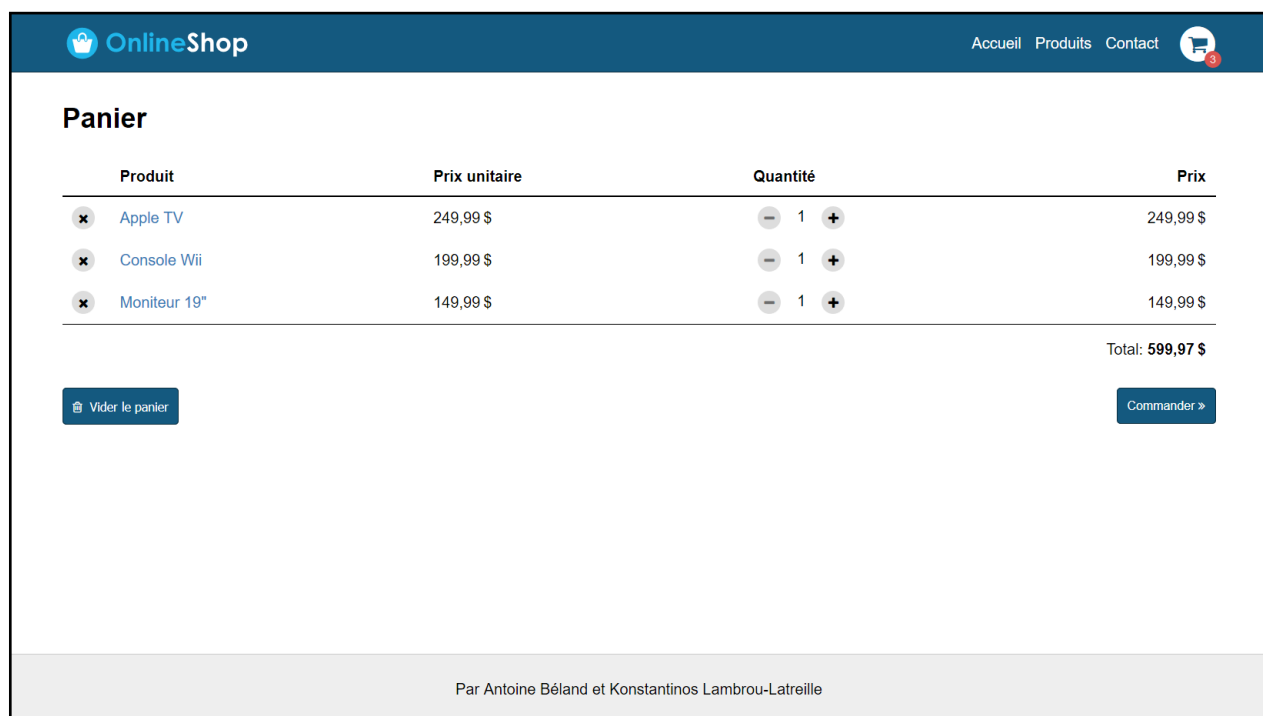 OnlineShop Accueil Produits Contact 3
Panier
Produit Prix unitaire Quantité Prix
Apple TV 249,99 $ 1 249,99 $
Console Wii 199,99 $ 1 199,99 $
Moniteur 19" 149,99 $ 1 149,99 $
Total: 599,97 $
Vider le panier Commander »
Par Antoine Béland et Konstantinos Lambrou-Latreille